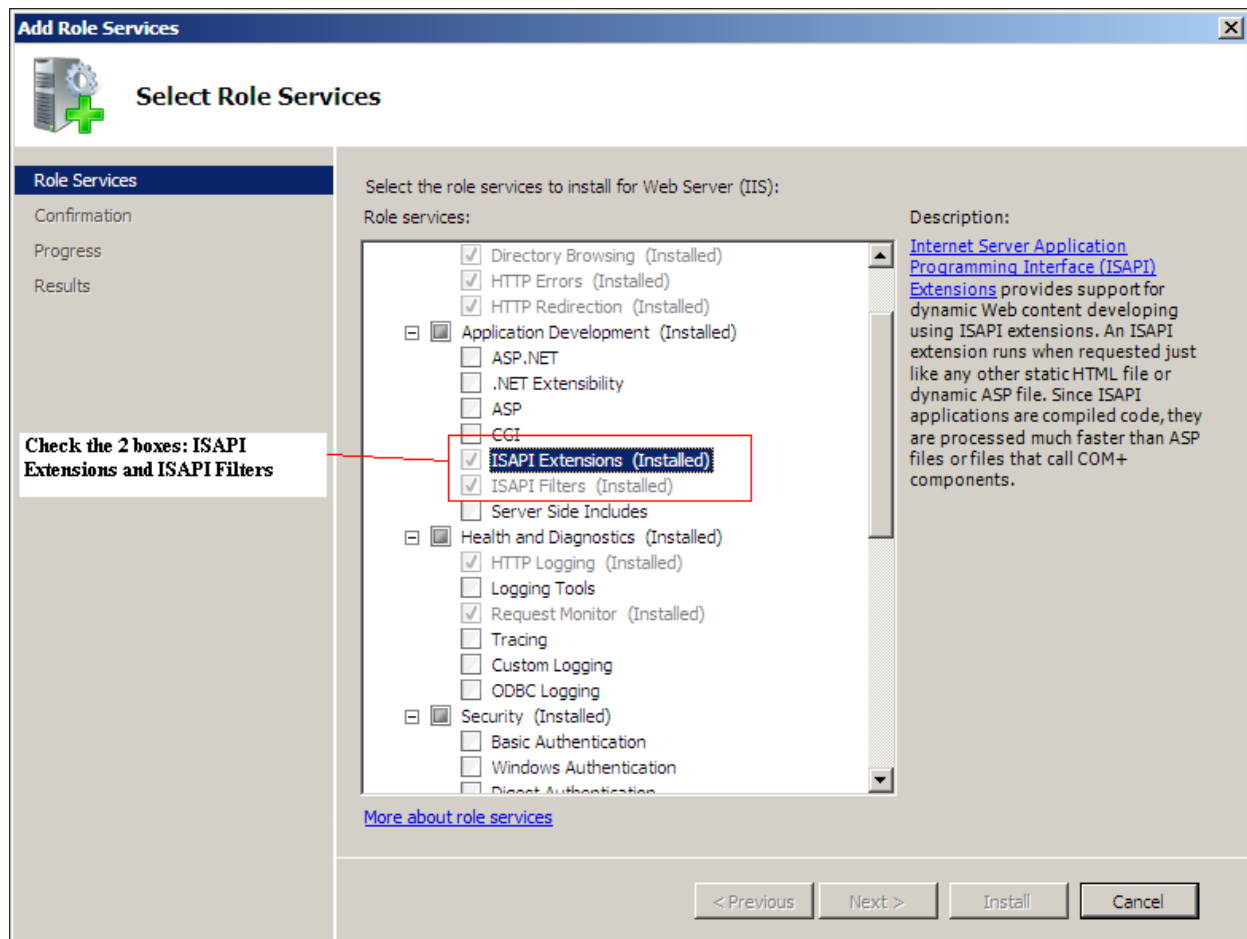 Add Role Services
Select Role Services
Role Services
Confirmation
Progress
Results
Check the 2 boxes: ISAPI
Extensions and ISAPI Filters
Select the role services to install for Web Server (IIS):
Role services:
Directory Browsing (Installed)
HTTP Errors (Installed)
HTTP Redirection (Installed)
Application Development (Installed)
ASP.NET
.NET Extensibility
ASP
CGI
ISAPI Extensions (Installed)
ISAPI Filters (Installed)
Server Side Includes
Health and Diagnostics (Installed)
HTTP Logging (Installed)
Logging Tools
Request Monitor (Installed)
Tracing
Custom Logging
ODBC Logging
Security (Installed)
Basic Authentication
Windows Authentication
Digest Authentication
More about role services
Description:
Internet Server Application
Programming Interface (ISAPI)
Extensions provides support for
dynamic Web content developing
using ISAPI extensions. An ISAPI
extension runs when requested just
like any other static HTML file or
dynamic ASP file. Since ISAPI
applications are compiled code, they
are processed much faster than ASP
files or files that call COM+
components.
< Previous
Next >
Install
Cancel